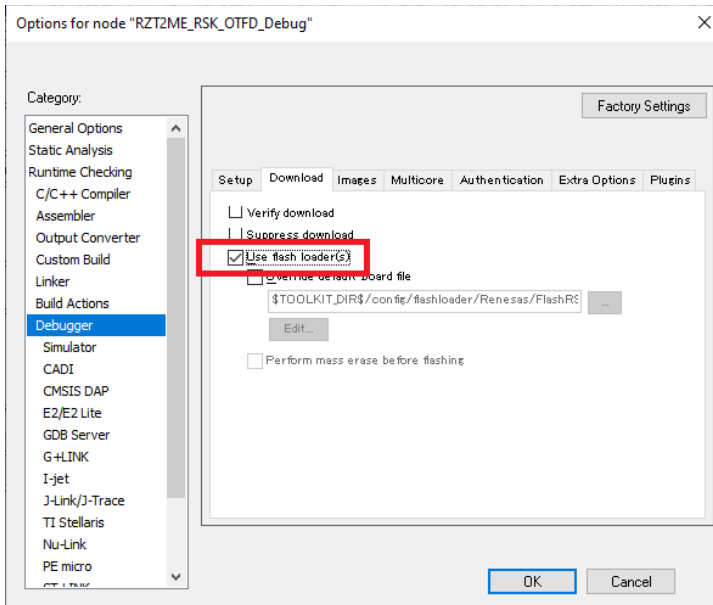 Options for node "RZT2ME_RSK_OTFD_Debug"
Category:
Factory Settings
General Options
Static Analysis
Runtime Checking
C/C++ Compiler
Assembler
Output Converter
Custom Build
Linker
Build Actions
Debugger
Simulator
CADI
CMSIS DAP
E2/E2 Lite
GDB Server
G+LINK
I-jet
J-Link/J-Trace
TI Stellaris
Nu-Link
PE micro
ST-LINK
Setup Download Images Multicore Authentication Extra Options Plugins
Verify download
Suppress download
Use flash loader(s)
Override default .board file
$TOOLKIT_DIR$/config/flashloader/Renesas/FlashRS
...
Edit...
Perform mass erase before flashing
OK Cancel